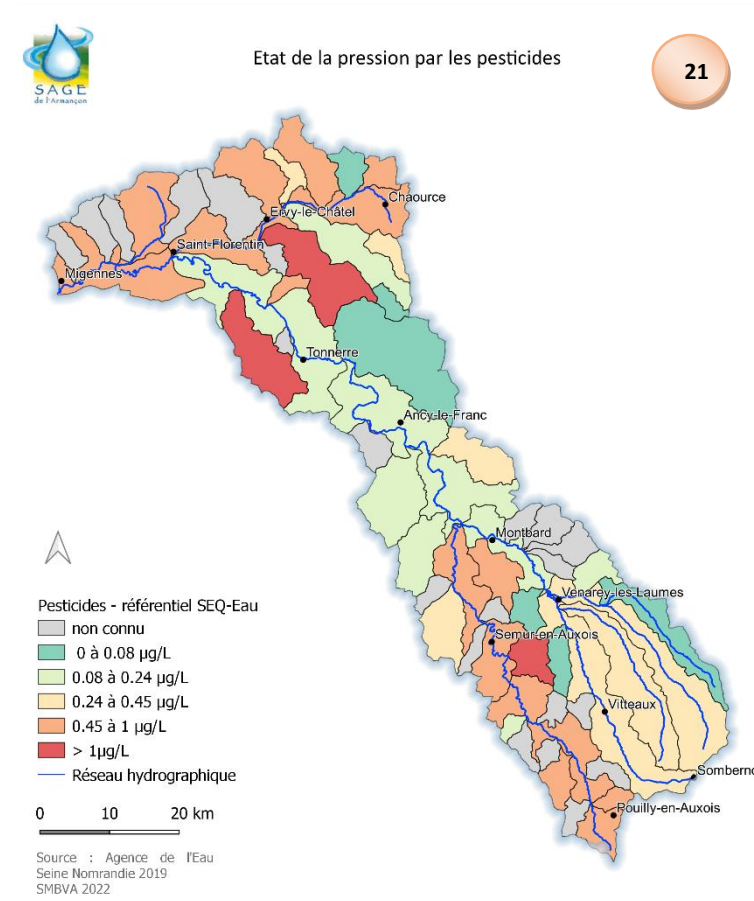 Etat de la pression par les pesticides
21
SAGE
de l'Armançon
Chaource
Ervy-le-Châtel
Saint-Florentin
Migennes
Tonnerre
Ancy-le-Franc
Montbard
Venarey-les-Laumes
Semur-en-Auxois
Vitteaux
Somberno
Pouilly-en-Auxois
Pesticides - référentiel SEQ-Eau
non connu
0 à 0.08 µg/L
0.08 à 0.24 µg/L
0.24 à 0.45 µg/L
0.45 à 1 µg/L
> 1µg/L
Réseau hydrographique
0 10 20 km
Source : Agence de l'Eau
Seine Nomrandie 2019
SMBVA 2022